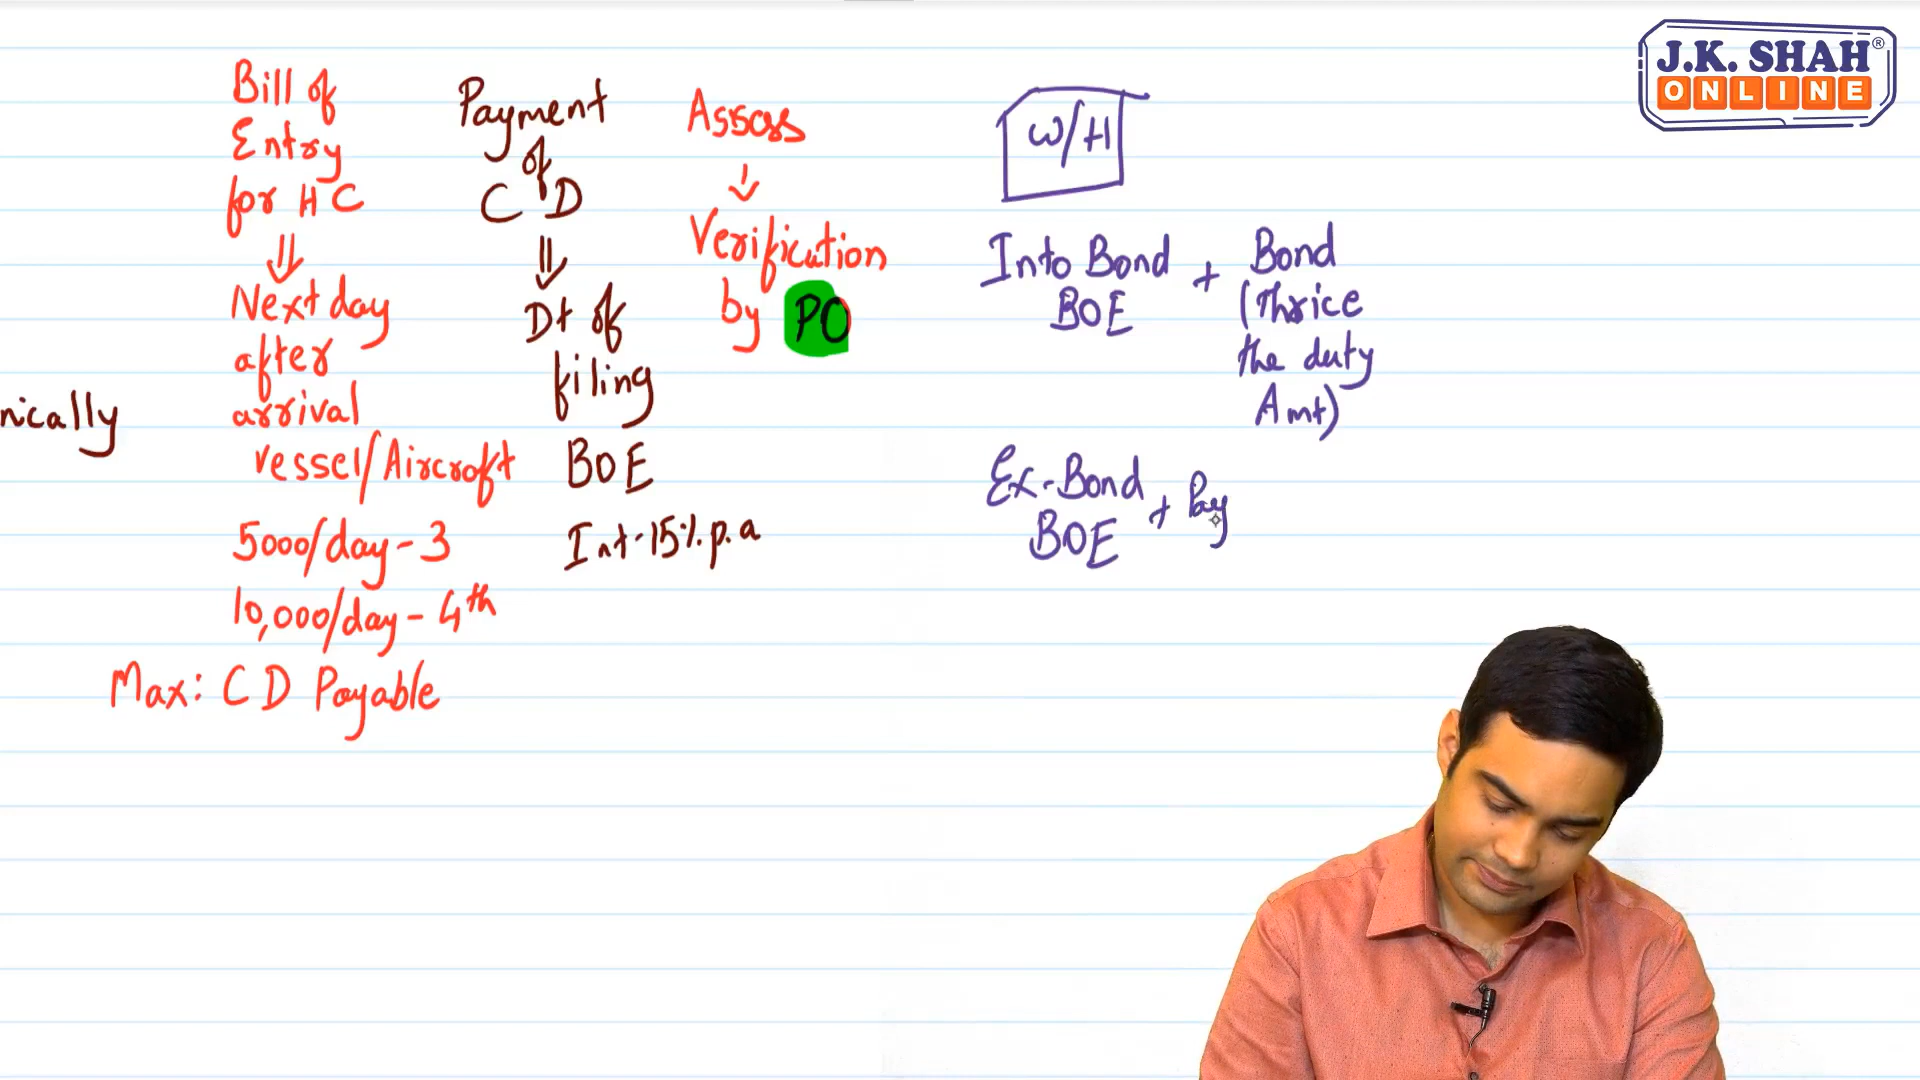 J.K. SHAH®
ONLINE
Bill of
Entry
for HC
Next day
after
arrival
vessel/Aircroft
5000/day - 3
10,000/day - 4th
Max: CD Payable
nically
Payment
of
CD
Dt of
filing
BOE
Int - 15% p.a
Assess
Verification
by PO
W/H
Into Bond
BOE
+ Bond
(Thrice
the duty
Amt)
Ex-Bond
BOE
+ Pay